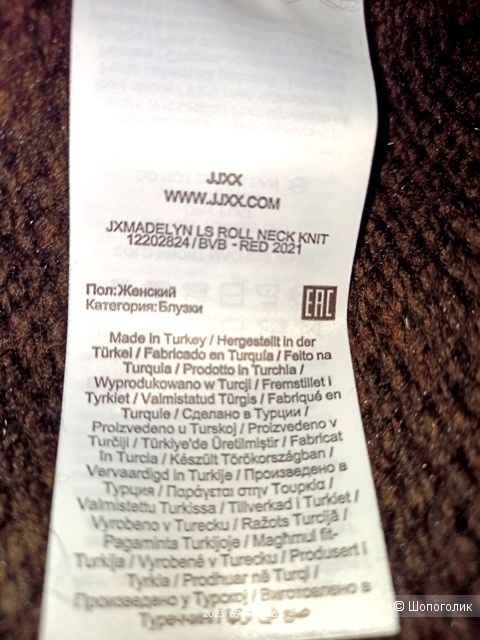 JJXX
WWW.JJXX.COM
JXMADELYN LS ROLL NECK KNIT
12202824/BVB - RED 2021
Пол:Женский
Категория:Блузки
EAC
Made in Turkey / Hergestellt in der
Türkei / Fabricado en Turquía / Feito na
Turquia / Prodotto in Turchia /
Wyprodukowano w Turcji / Fremstillet i
Tyrkiet / Valmistatud Türgis / Fabriqué en
Turquie / Сделано в Турции /
Proizvedeno u Turskoj / Proizvedeno v
Turčiji / Türkiye'de Üretilmiştir / Fabricat
în Turcia / Készült Törökországban /
Vervaardigd in Turkije / Произведено в
Турция / Παράγεται στην Τουρκία /
Valmistettu Turkissa / Tillverkad i Turkiet /
Vyrobeno v Turecku / Ražots Turcijā /
Pagaminta Turkijoje / Magħmul fit-
Turkija / Vyrobené v Turecku / Produsert i
Tyrkia / Prodhuar në Turqi /
Произведено у Турској / Виготовлено в
© Шопоголик